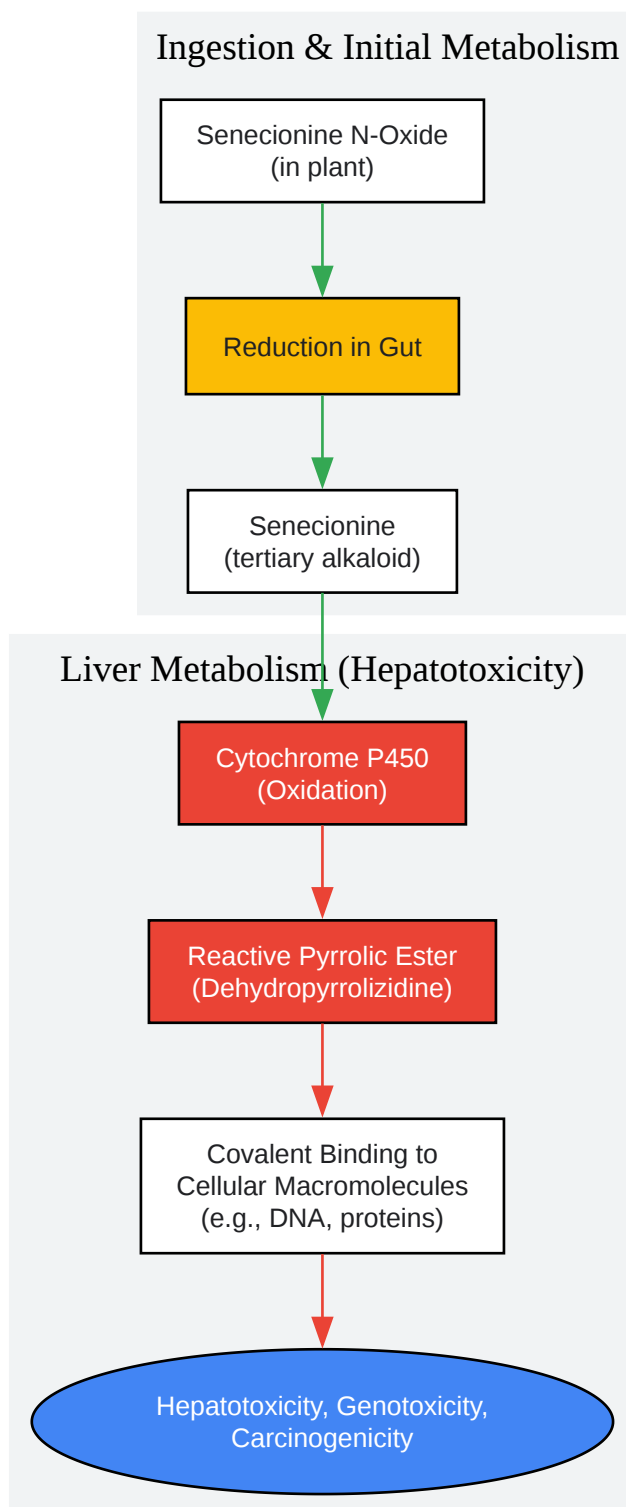 Ingestion & Initial Metabolism
Senecionine N-Oxide
(in plant)
Reduction in Gut
Senecionine
(tertiary alkaloid)
Liver Metabolism (Hepatotoxicity)
Cytochrome P450
(Oxidation)
Reactive Pyrrolic Ester
(Dehydropyrrolizidine)
Covalent Binding to
Cellular Macromolecules
(e.g., DNA, proteins)
Hepatotoxicity, Genotoxicity,
Carcinogenicity